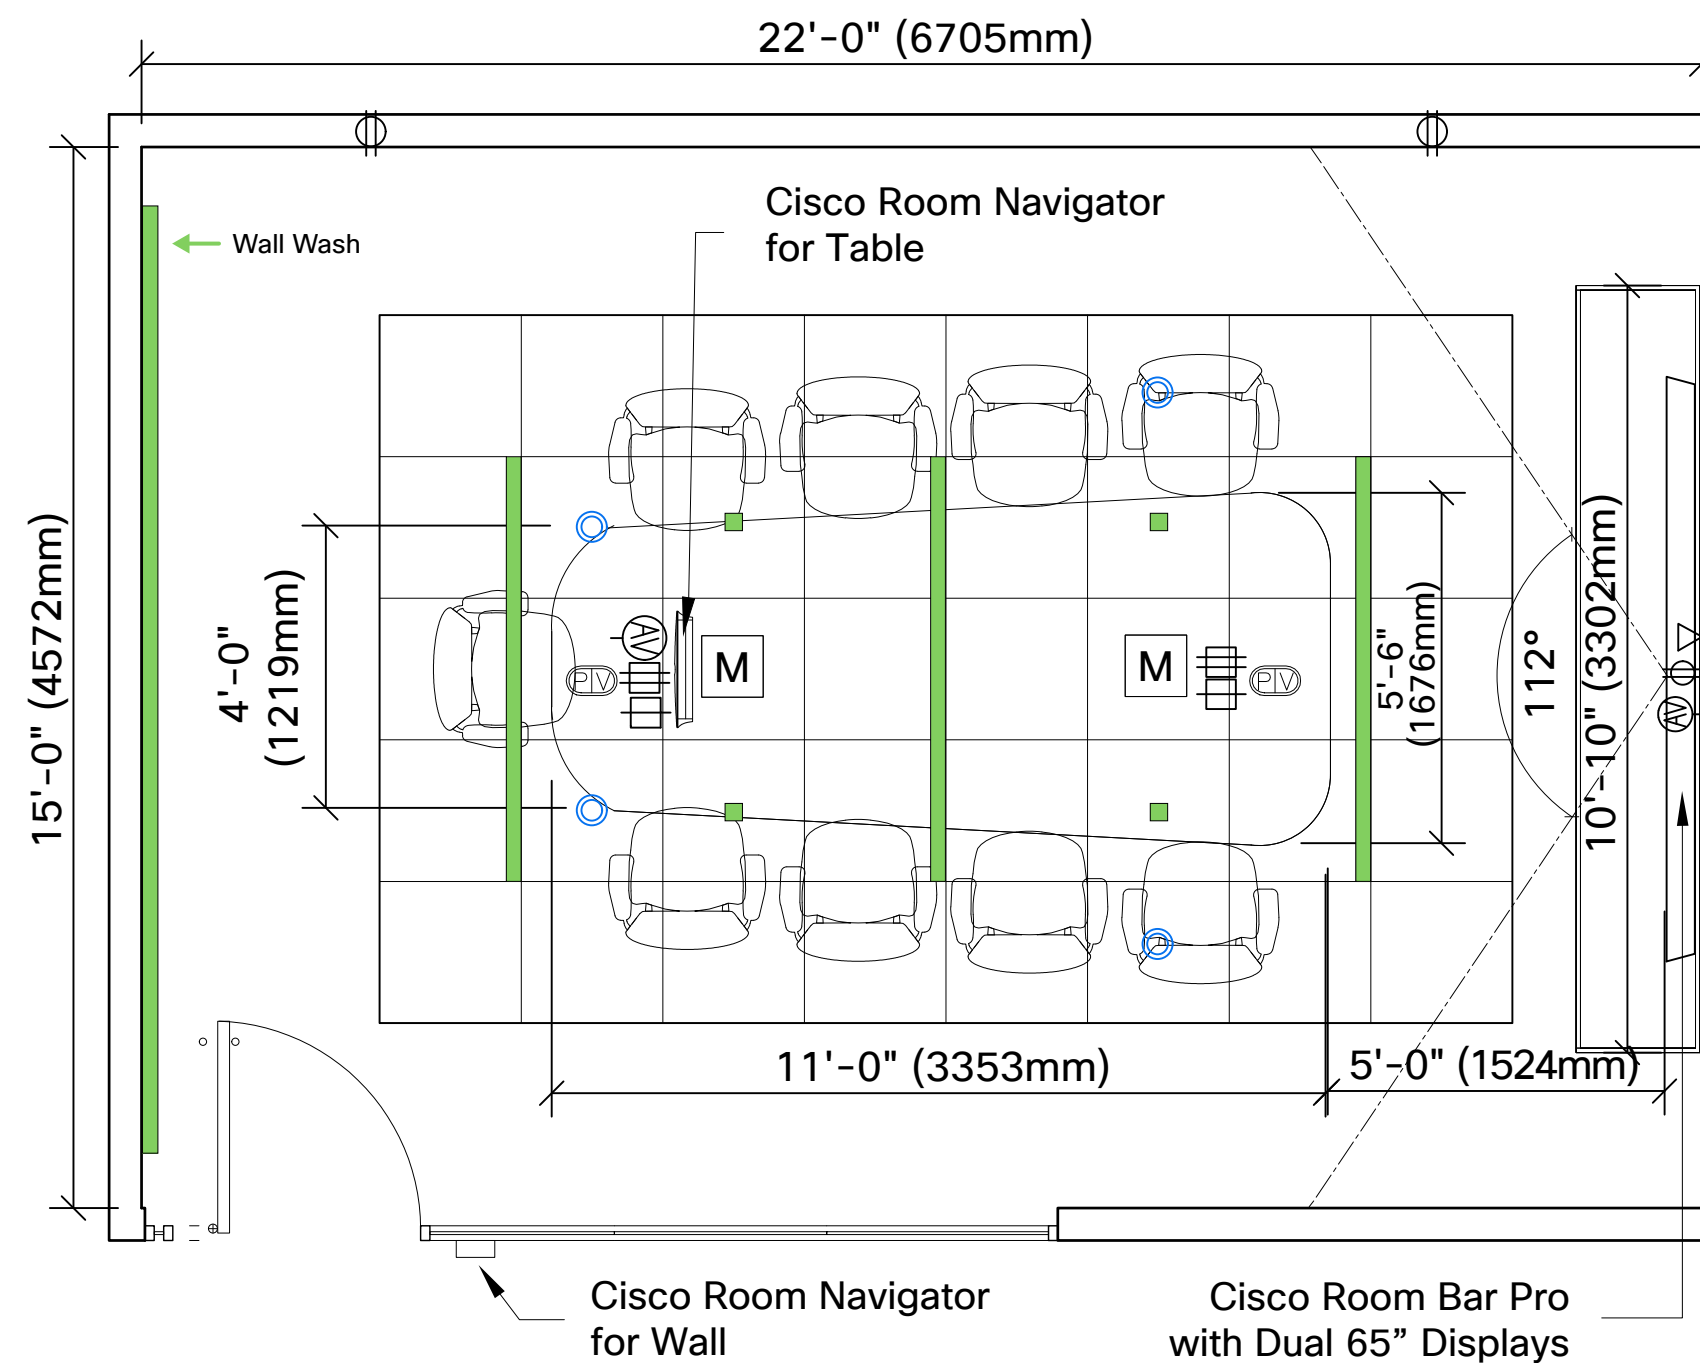 22'-0" (6705mm)
Cisco Room Navigator
for Table
Wall Wash
15'-0" (4572mm)
4'-0"
(1219mm)
AV
PIV
M
M
PIV
5'-6"
(1676mm)
112°
10'-10" (3302mm)
AV
11'-0" (3353mm)
5'-0" (1524mm)
Cisco Room Navigator
for Wall
Cisco Room Bar Pro
with Dual 65” Displays